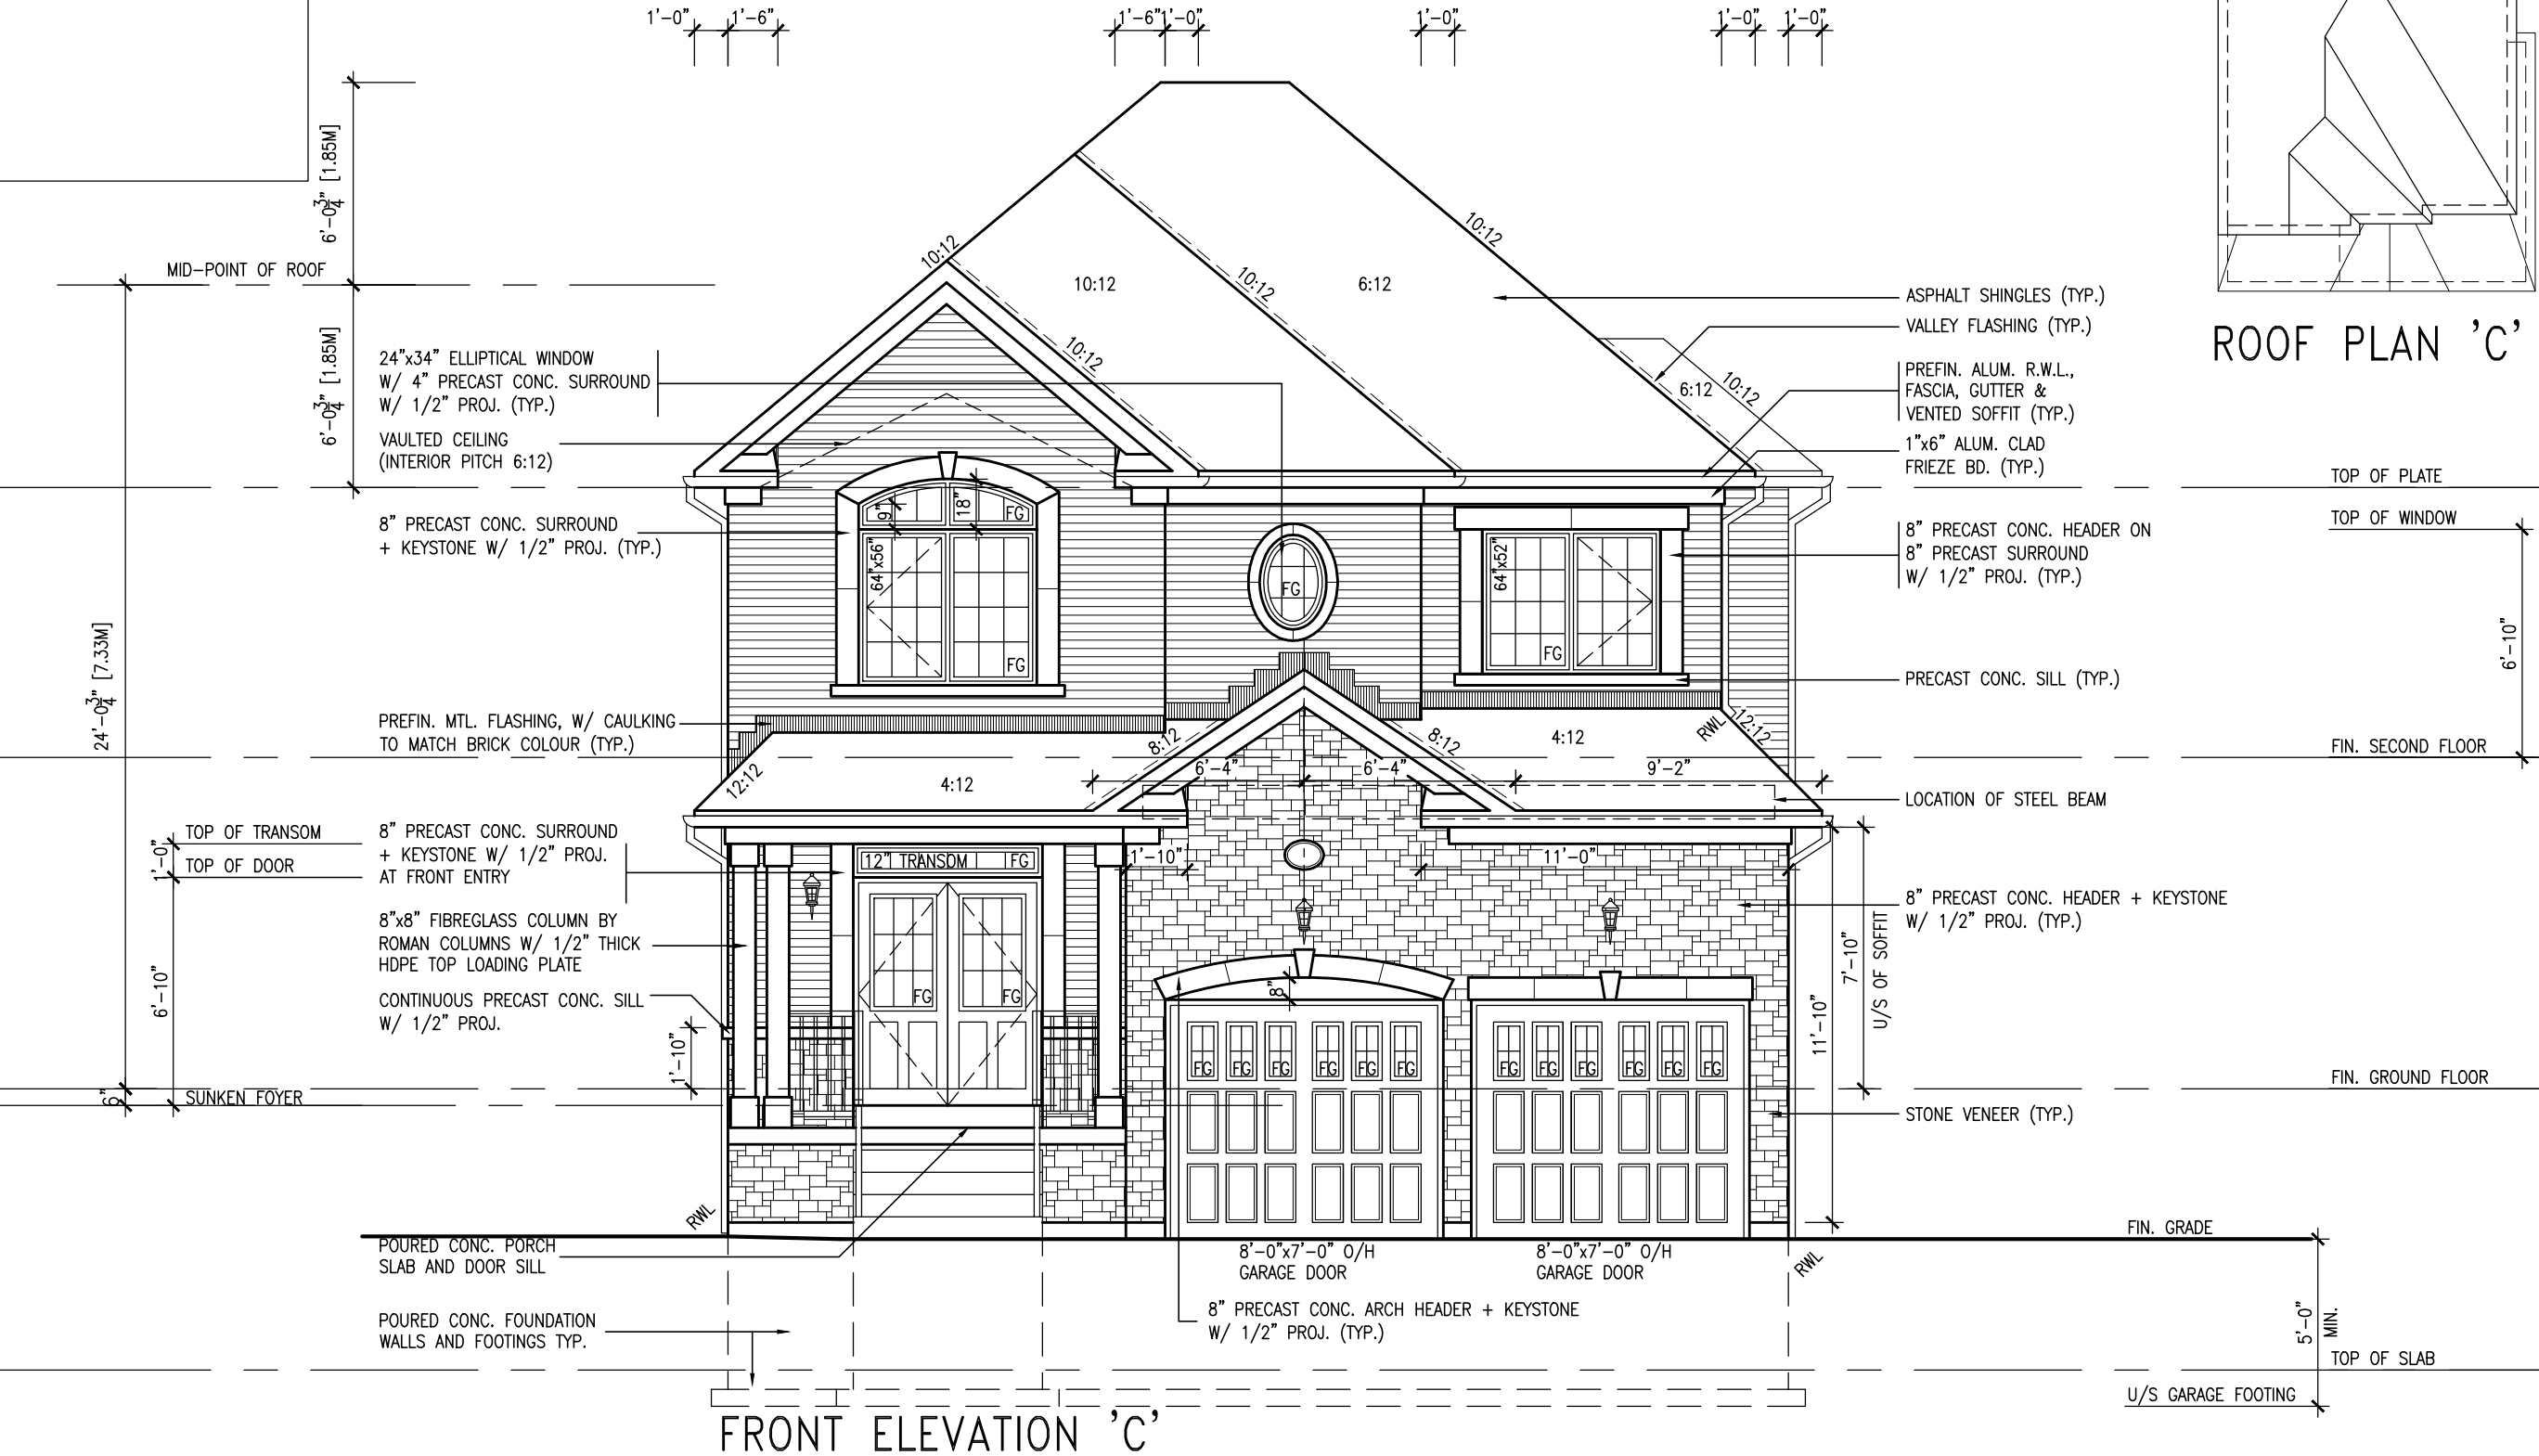 1'-0" 1'-6" 1'-6" 1'-0" 1'-0" 1'-0" 1'-0"
6'-0 3/4" [1.85M]
MID-POINT OF ROOF
6'-0 3/4" [1.85M]
24'-0 3/4" [7.33M]
24"x34" ELLIPTICAL WINDOW
W/ 4" PRECAST CONC. SURROUND
W/ 1/2" PROJ. (TYP.)
VAULTED CEILING
(INTERIOR PITCH 6:12)
8" PRECAST CONC. SURROUND
+ KEYSTONE W/ 1/2" PROJ. (TYP.)
PREFIN. MTL. FLASHING, W/ CAULKING
TO MATCH BRICK COLOUR (TYP.)
TOP OF TRANSOM
1'-0"
TOP OF DOOR
6'-10"
6"
SUNKEN FOYER
8" PRECAST CONC. SURROUND
+ KEYSTONE W/ 1/2" PROJ.
AT FRONT ENTRY
8"x8" FIBREGLASS COLUMN BY
ROMAN COLUMNS W/ 1/2" THICK
HDPE TOP LOADING PLATE
CONTINUOUS PRECAST CONC. SILL
W/ 1/2" PROJ.
1'-10"
RWL
POURED CONC. PORCH
SLAB AND DOOR SILL
POURED CONC. FOUNDATION
WALLS AND FOOTINGS TYP.
10:12
10:12
10:12
10:12
6:12
10:12
6:12
10:12
9"
18"
FG
64"x56"
FG
FG
64"x52"
FG
RWL
12:12
12:12
4:12
8:12
8:12
4:12
6'-4" 6'-4" 9'-2"
12" TRANSOM FG
1'-10" 11'-0"
FG FG
8"
FG FG FG FG FG FG
FG FG FG FG FG FG
11'-10"
7'-10"
U/S OF SOFFIT
8'-0"x7'-0" O/H
GARAGE DOOR
8'-0"x7'-0" O/H
GARAGE DOOR
RWL
8" PRECAST CONC. ARCH HEADER + KEYSTONE
W/ 1/2" PROJ. (TYP.)
ASPHALT SHINGLES (TYP.)
VALLEY FLASHING (TYP.)
PREFIN. ALUM. R.W.L.,
FASCIA, GUTTER &
VENTED SOFFIT (TYP.)
1"x6" ALUM. CLAD
FRIEZE BD. (TYP.)
8" PRECAST CONC. HEADER ON
8" PRECAST SURROUND
W/ 1/2" PROJ. (TYP.)
PRECAST CONC. SILL (TYP.)
LOCATION OF STEEL BEAM
8" PRECAST CONC. HEADER + KEYSTONE
W/ 1/2" PROJ. (TYP.)
STONE VENEER (TYP.)
ROOF PLAN 'C'
TOP OF PLATE
TOP OF WINDOW
6'-10"
FIN. SECOND FLOOR
FIN. GROUND FLOOR
FIN. GRADE
5'-0"
MIN.
TOP OF SLAB
U/S GARAGE FOOTING
FRONT ELEVATION 'C'